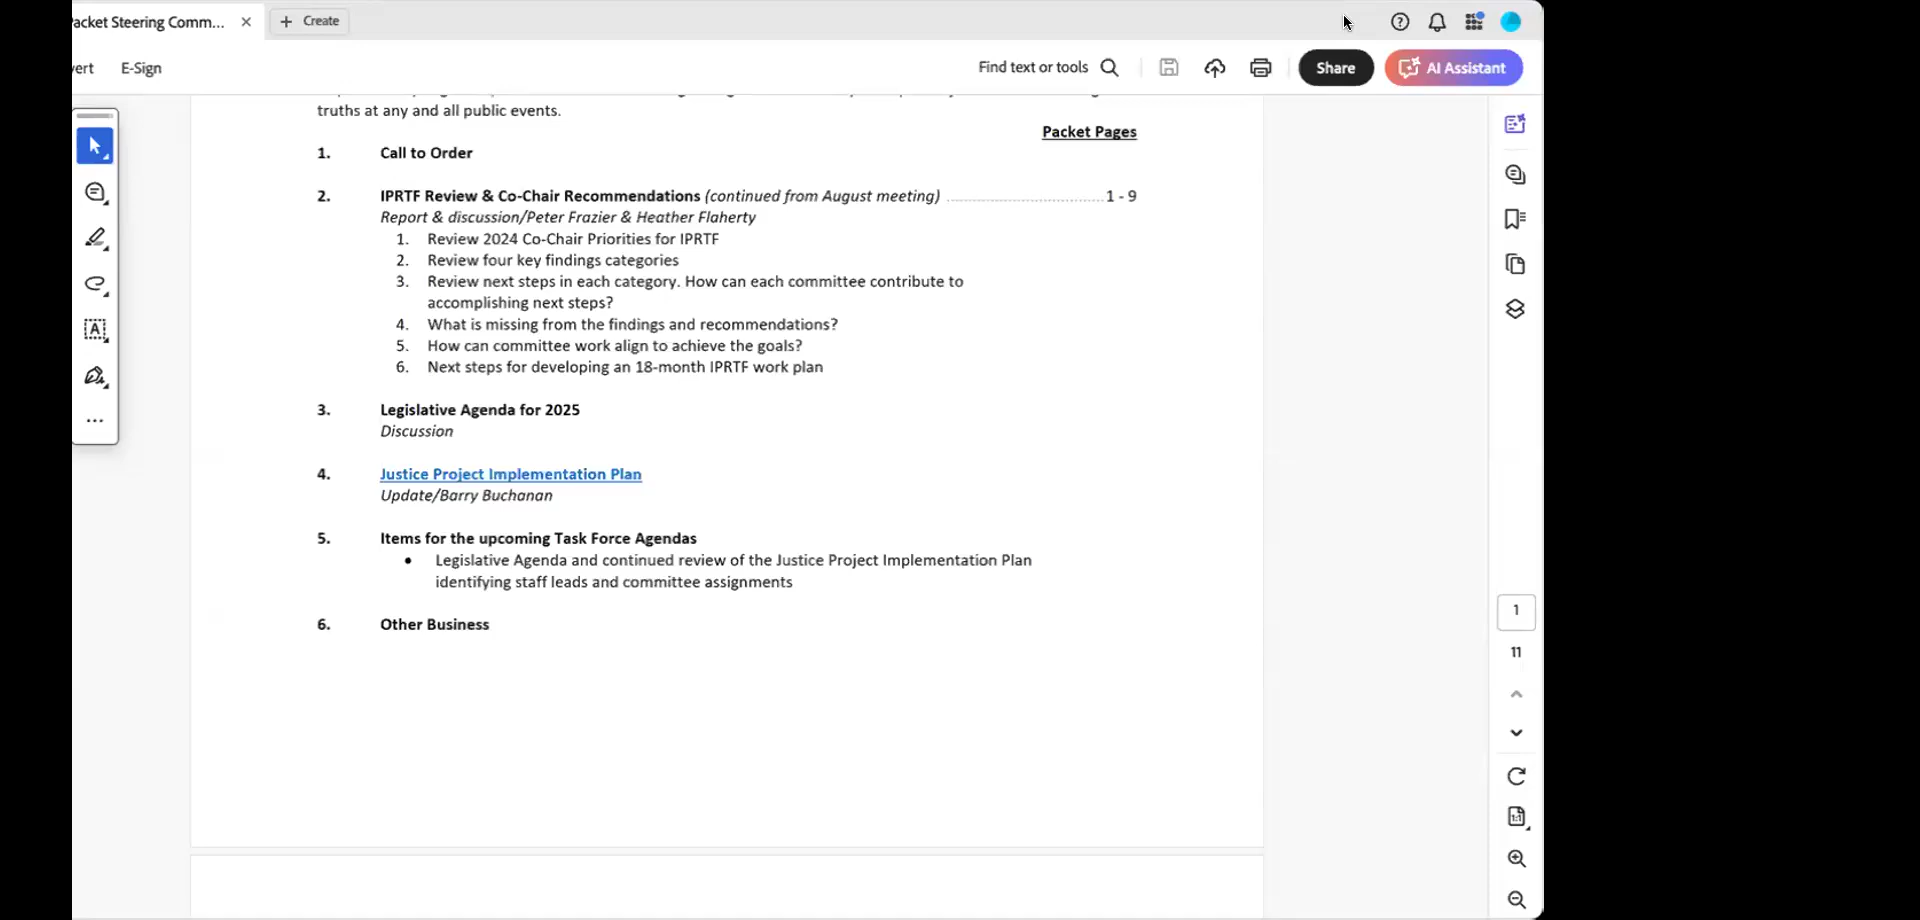 Packet Steering Comm...
Create
E-Sign
Find text or tools
Share
AI Assistant
truths at any and all public events.
Packet Pages
1. Call to Order
2. IPRTF Review & Co-Chair Recommendations (continued from August meeting) 1 - 9
Report & discussion/Peter Frazier & Heather Flaherty
1. Review 2024 Co-Chair Priorities for IPRTF
2. Review four key findings categories
3. Review next steps in each category. How can each committee contribute to
accomplishing next steps?
4. What is missing from the findings and recommendations?
5. How can committee work align to achieve the goals?
6. Next steps for developing an 18-month IPRTF work plan
3. Legislative Agenda for 2025
Discussion
4. Justice Project Implementation Plan
Update/Barry Buchanan
5. Items for the upcoming Task Force Agendas
• Legislative Agenda and continued review of the Justice Project Implementation Plan
identifying staff leads and committee assignments
6. Other Business
1
11